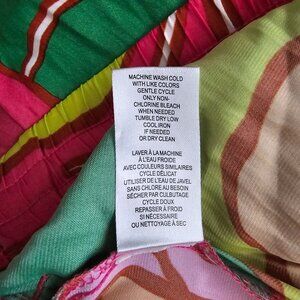 MACHINE WASH COLD
WITH LIKE COLORS
GENTLE CYCLE
ONLY NON-
CHLORINE BLEACH
WHEN NEEDED
TUMBLE DRY LOW
COOL IRON
IF NEEDED
OR DRY CLEAN
LAVER À LA MACHINE
À L'EAU FROIDE
AVEC COULEURS SIMILAIRES
CYCLE DÉLICAT
UTILISER DE L'EAU DE JAVEL
SANS CHLORE AU BESOIN
SÉCHER PAR CULBUTAGE
CYCLE DOUX
REPASSER À FROID
SI NÉCESSAIRE
OU NETTOYAGE À SEC